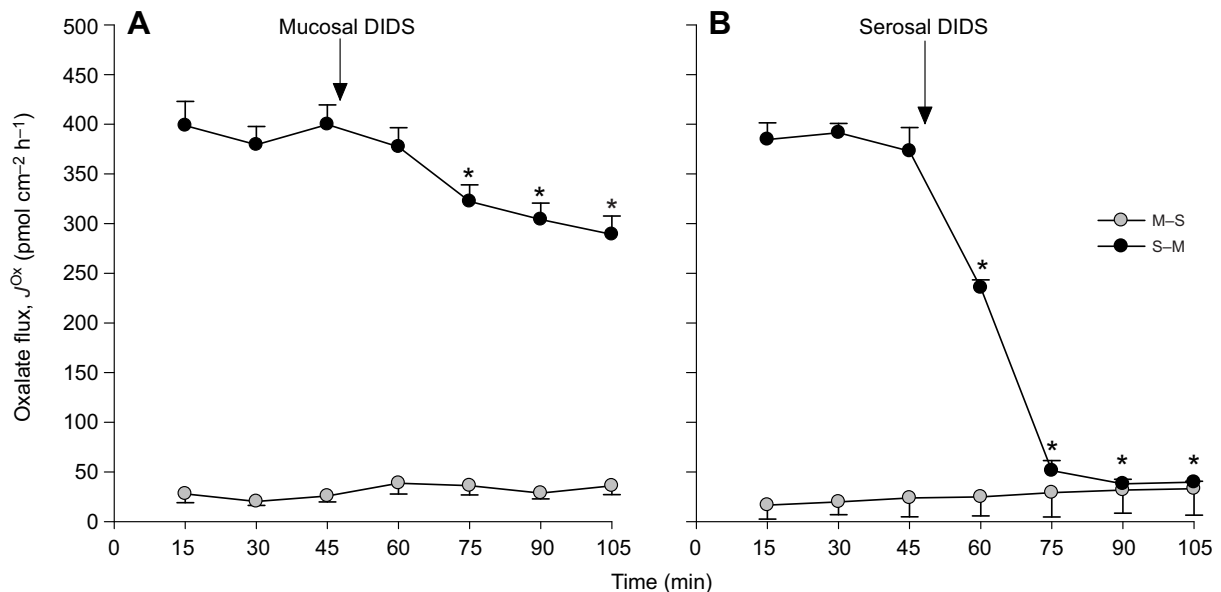 A
Mucosal DIDS
B
Serosal DIDS
500
450
400
350
300
250
200
150
100
50
0
Oxalate flux, J^Ox (pmol cm⁻² h⁻¹)
* * *
* * * *
M–S
S–M
0 15 30 45 60 75 90 105
0 15 30 45 60 75 90 105
Time (min)